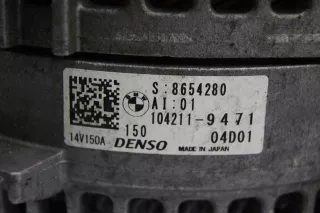 S:8654280
AI:01
104211-9471
150 04D01
14V150A DENSO MADE IN JAPAN